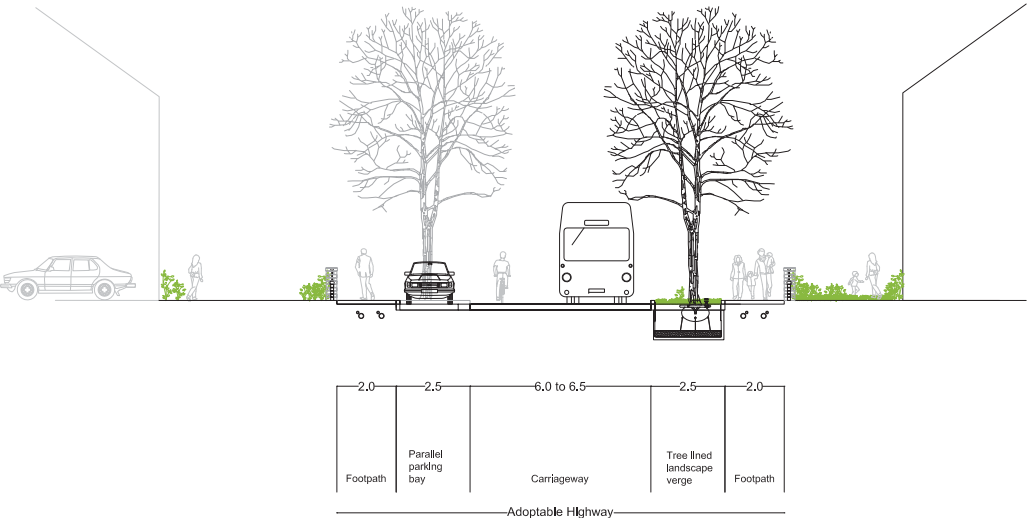 2.0 2.5 6.0 to 6.5 2.5 2.0
Parallel
parking
bay
Tree lined
landscape
verge
Footpath Carriageway Footpath
Adoptable Highway